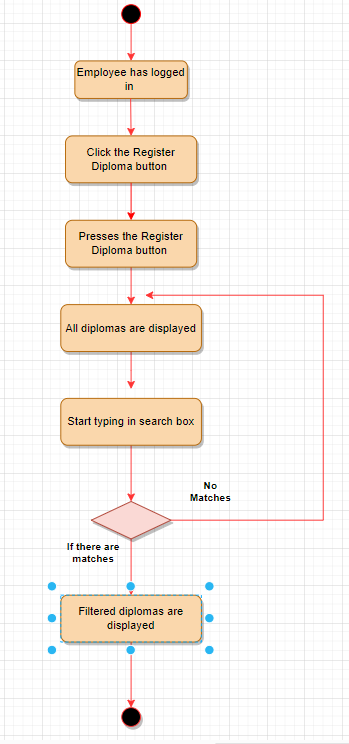 Employee has logged
in
Click the Register
Diploma button
Presses the Register
Diploma button
All diplomas are displayed
Start typing in search box
No
Matches
If there are
matches
Filtered diplomas are
displayed